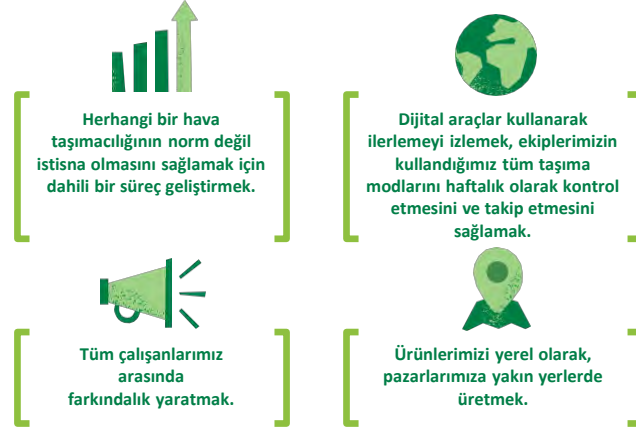 Herhangi bir hava
taşımacılığının norm değil
istisna olmasını sağlamak için
dahili bir süreç geliştirmek.
Dijital araçlar kullanarak
ilerlemeyi izlemek, ekiplerimizin
kullandığımız tüm taşıma
modlarını haftalık olarak kontrol
etmesini ve takip etmesini
sağlamak.
Tüm çalışanlarımız
arasında
farkındalık yaratmak.
Ürünlerimizi yerel olarak,
pazarlarımıza yakın yerlerde
üretmek.